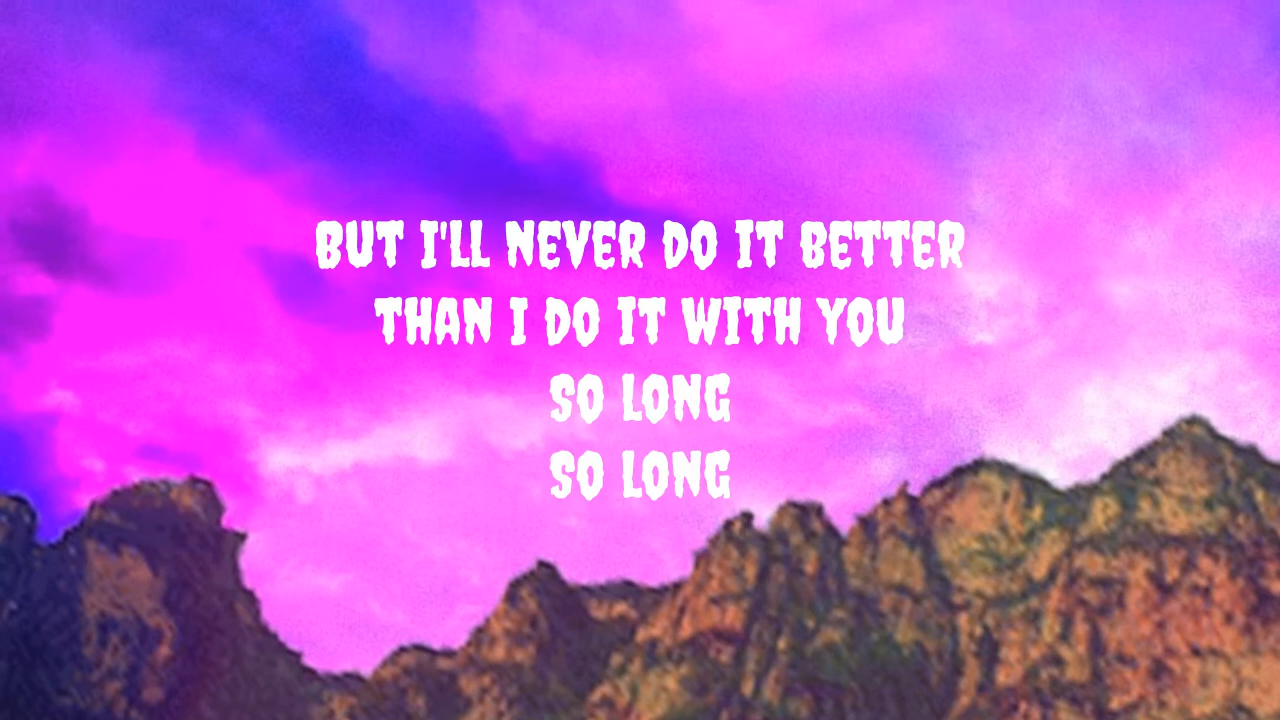 BUT I'LL NEVER DO IT BETTER
THAN I DO IT WITH YOU
SO LONG
SO LONG